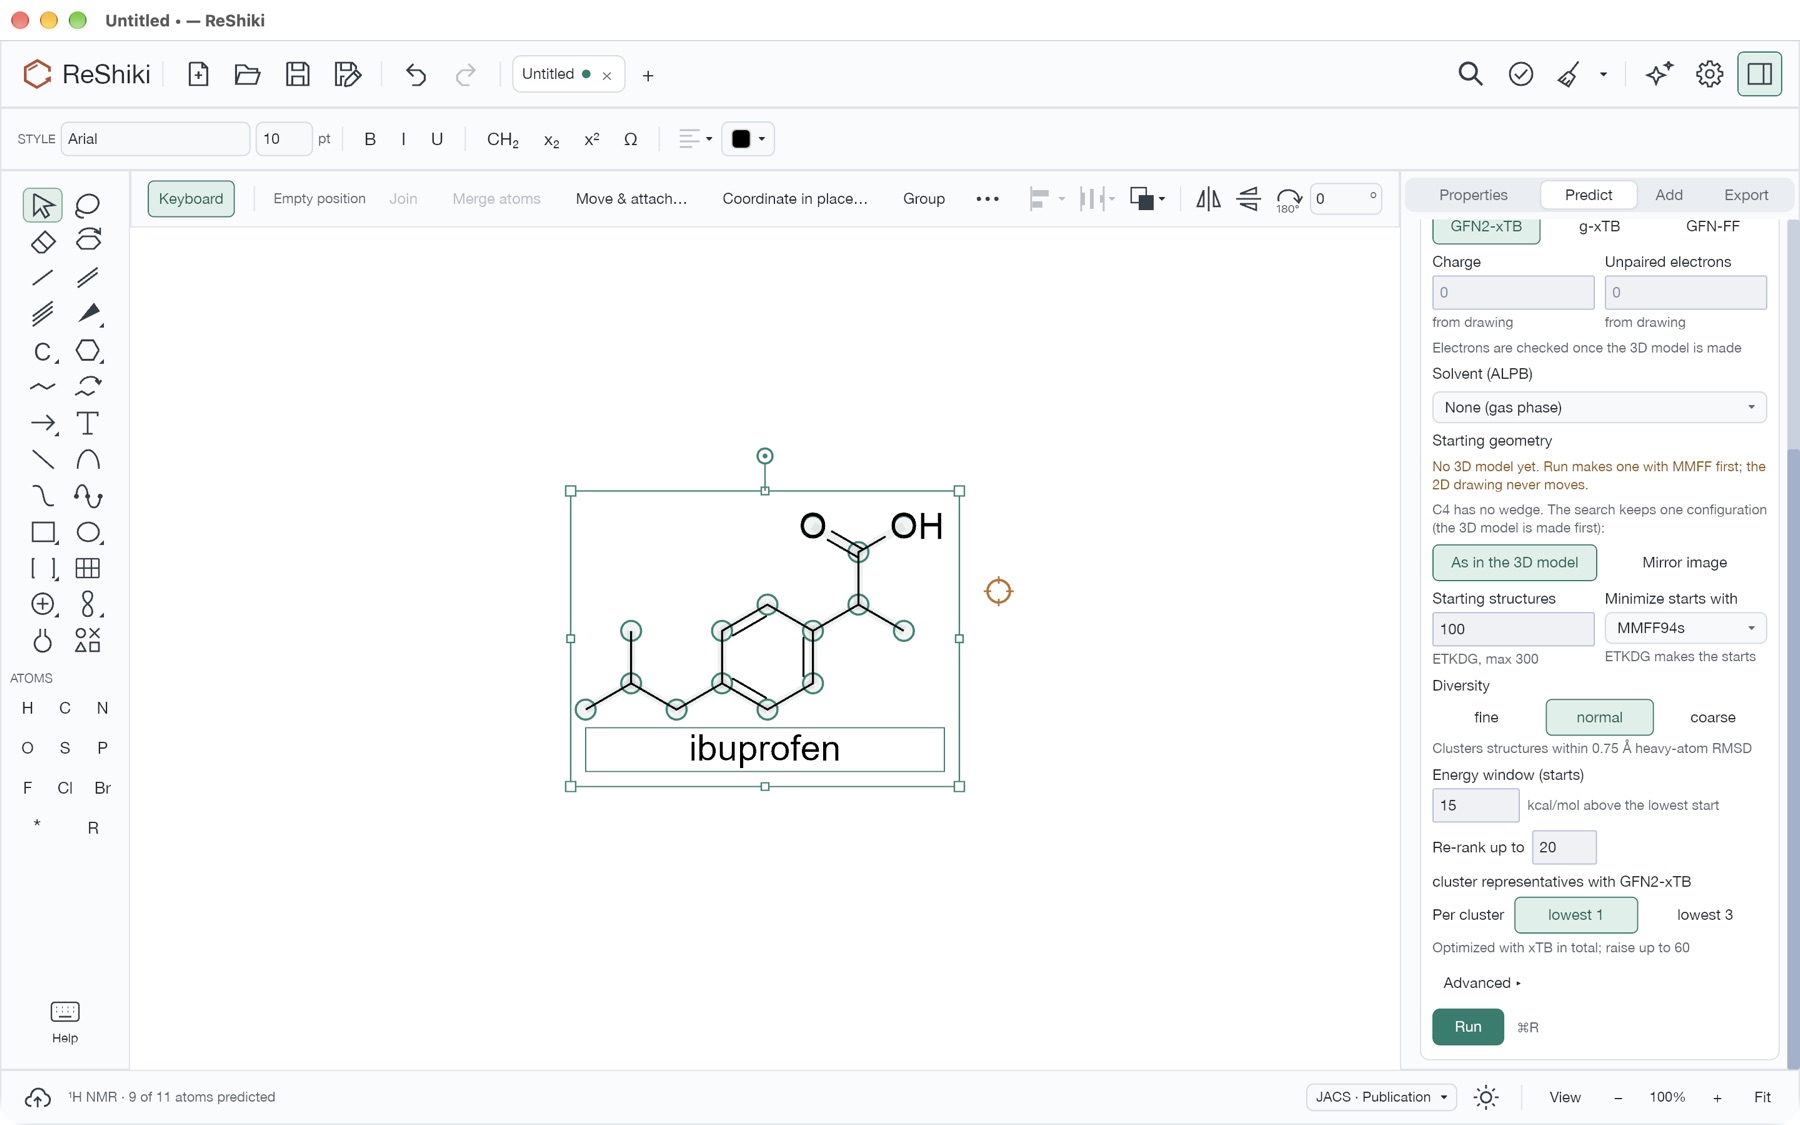 Untitled • — ReShiki
ReShiki
Untitled
STYLE Arial 10 pt B I U CH₂ x₂ x² Ω
Keyboard Empty position Join Merge atoms Move & attach... Coordinate in place... Group 180° 0 °
Properties Predict Add Export
GFN2-xTB g-xTB GFN-FF
Charge Unpaired electrons
0 0
from drawing from drawing
Electrons are checked once the 3D model is made
Solvent (ALPB)
None (gas phase)
Starting geometry
No 3D model yet. Run makes one with MMFF first; the
2D drawing never moves.
C4 has no wedge. The search keeps one configuration
(the 3D model is made first):
As in the 3D model Mirror image
Starting structures Minimize starts with
100 MMFF94s
ETKDG, max 300 ETKDG makes the starts
Diversity
fine normal coarse
Clusters structures within 0.75 Å heavy-atom RMSD
Energy window (starts)
15 kcal/mol above the lowest start
Re-rank up to 20
cluster representatives with GFN2-xTB
Per cluster lowest 1 lowest 3
Optimized with xTB in total; raise up to 60
Advanced
Run ⌘R
O OH
ibuprofen
C
T
ATOMS
H C N
O S P
F Cl Br
* R
Help
¹H NMR · 9 of 11 atoms predicted
JACS · Publication View − 100% + Fit